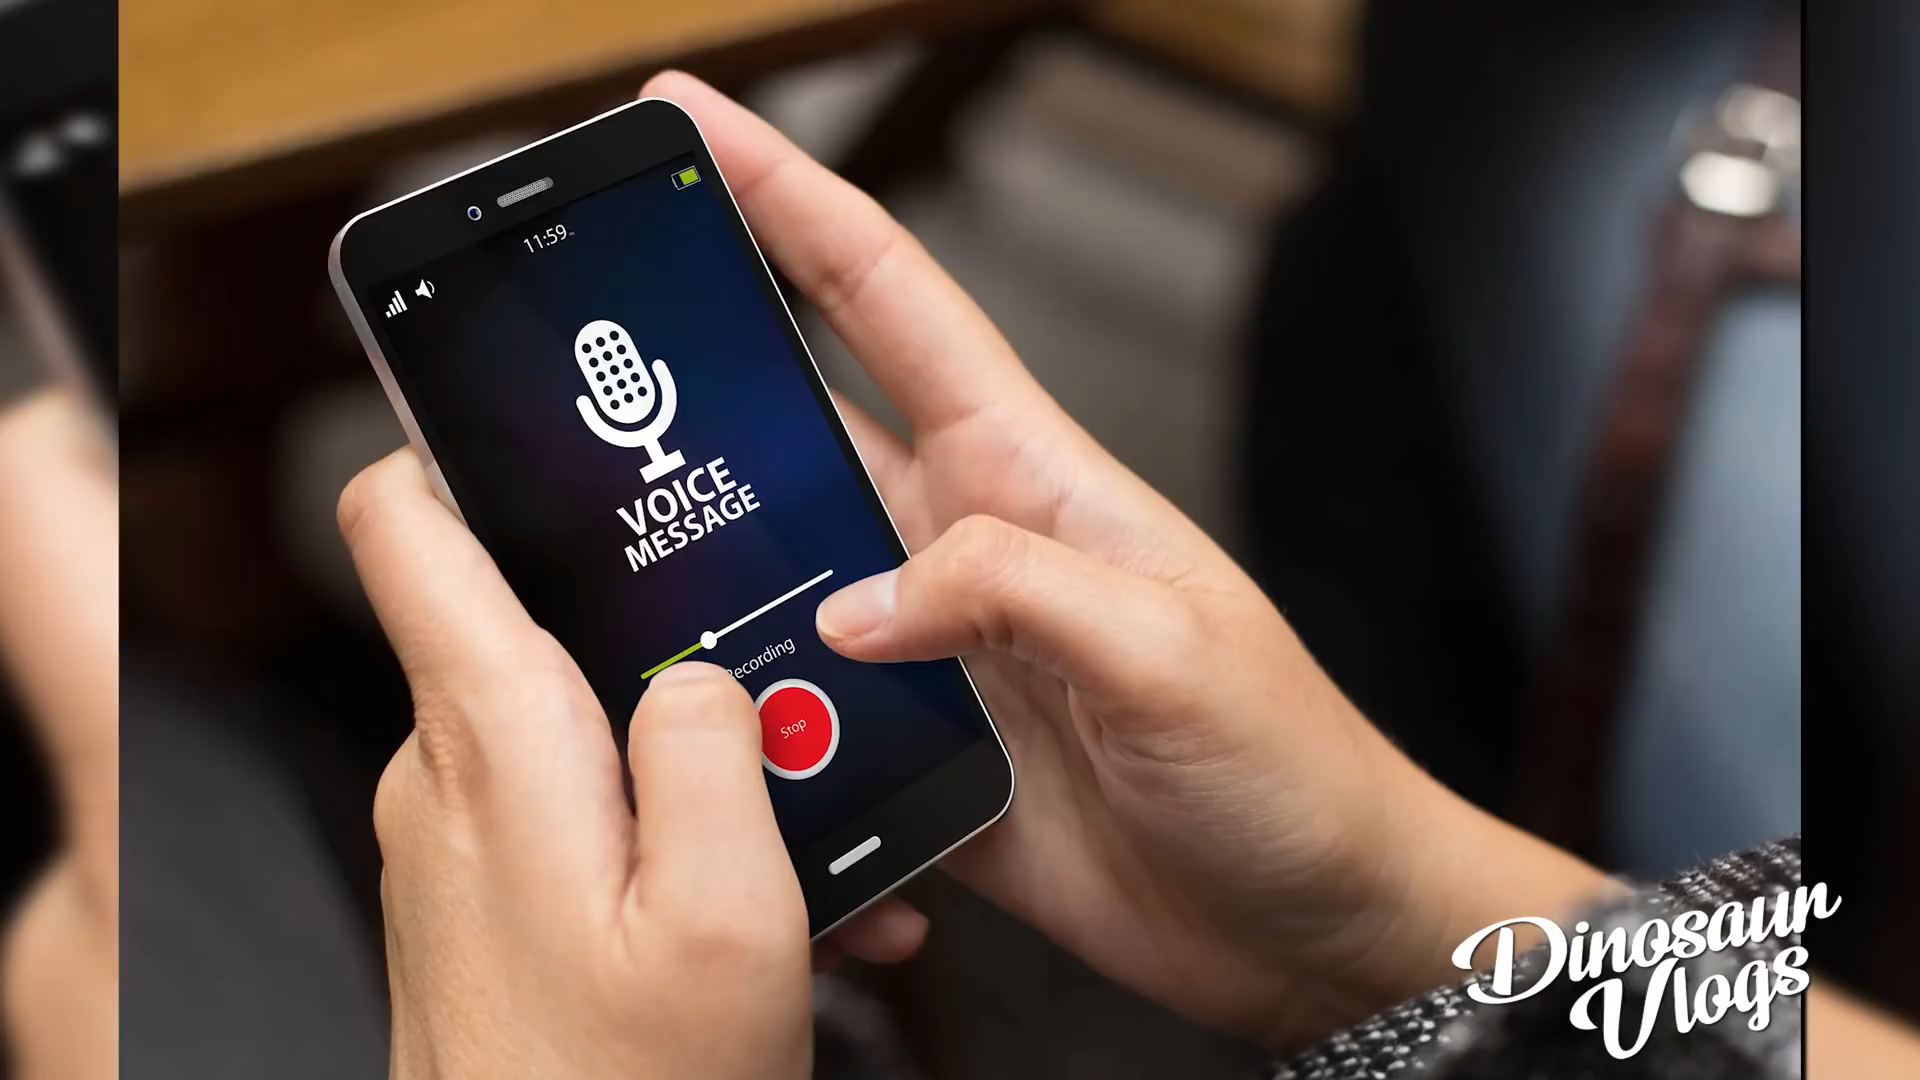 11:59
VOICE
MESSAGE
Recording
Stop
Dinosaur
Vlogs